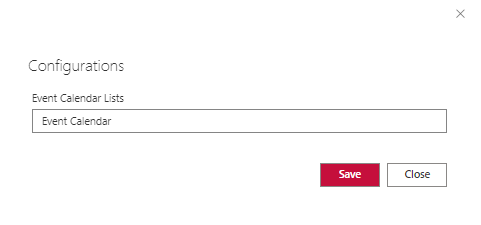 Configurations
Event Calendar Lists
Event Calendar
Save
Close